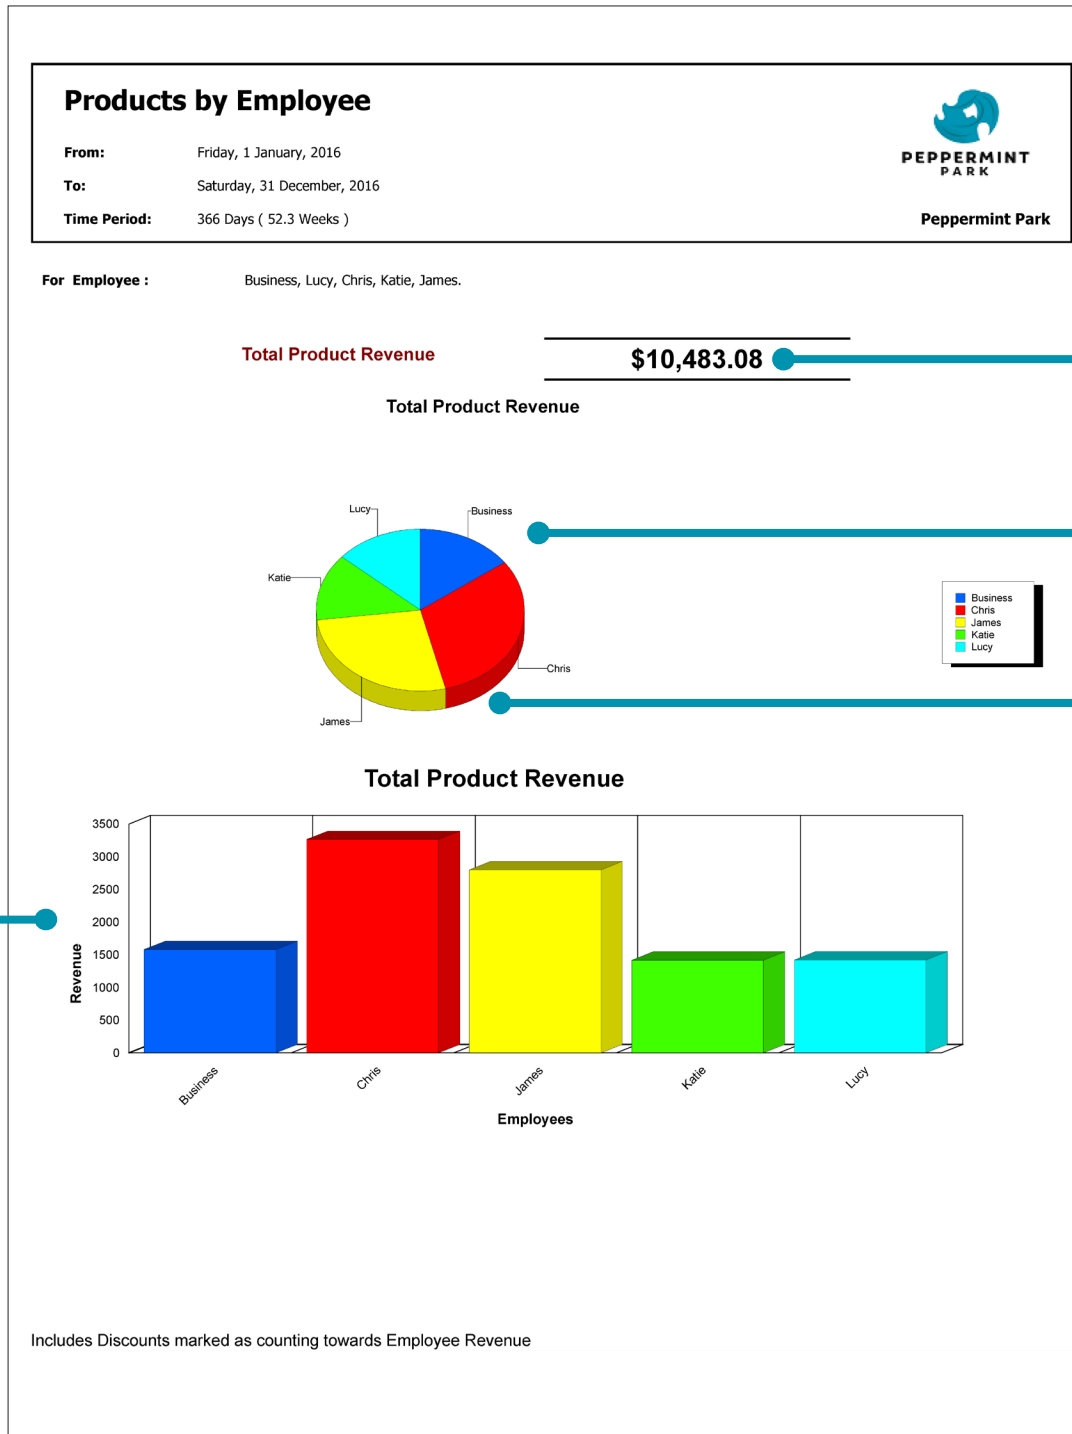 Products by Employee
From: Friday, 1 January, 2016
To: Saturday, 31 December, 2016
Time Period: 366 Days ( 52.3 Weeks )
PEPPERMINT
PARK
Peppermint Park
For Employee : Business, Lucy, Chris, Katie, James.
Total Product Revenue $10,483.08
Total Product Revenue
Lucy
Business
Katie
Chris
James
Business
Chris
James
Katie
Lucy
Total Product Revenue
3500
3000
2500
2000
1500
1000
500
0
Revenue
Business
Chris
James
Katie
Lucy
Employees
Includes Discounts marked as counting towards Employee Revenue